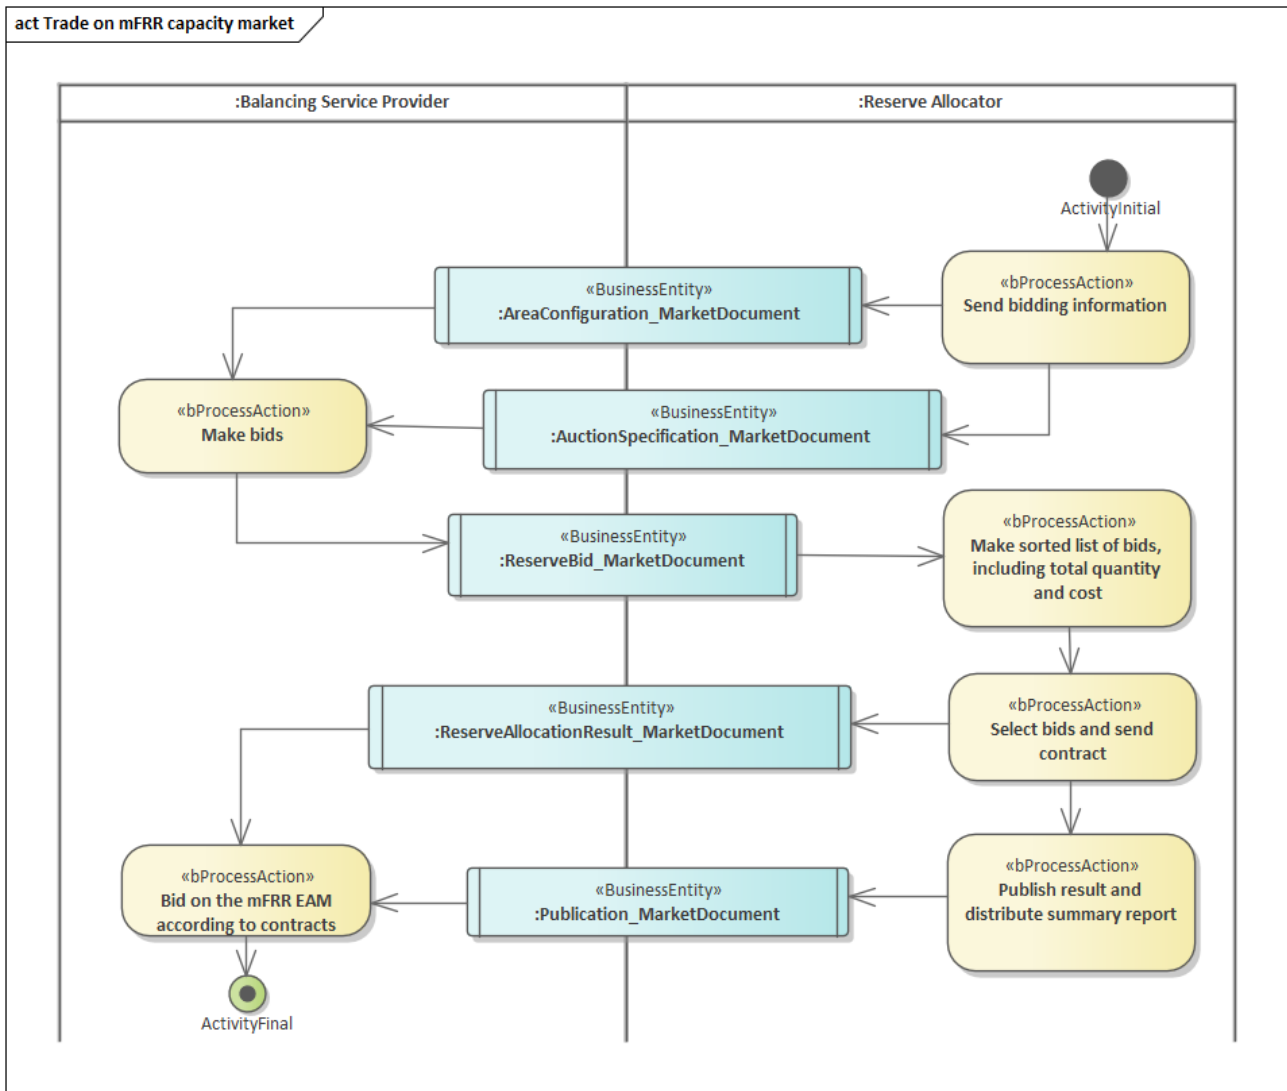 act Trade on mFRR capacity market
:Balancing Service Provider
:Reserve Allocator
ActivityInitial
«bProcessAction»
Send bidding information
«BusinessEntity»
:AreaConfiguration_MarketDocument
«bProcessAction»
Make bids
«BusinessEntity»
:AuctionSpecification_MarketDocument
«BusinessEntity»
:ReserveBid_MarketDocument
«bProcessAction»
Make sorted list of bids,
including total quantity
and cost
«BusinessEntity»
:ReserveAllocationResult_MarketDocument
«bProcessAction»
Select bids and send
contract
«bProcessAction»
Bid on the mFRR EAM
according to contracts
«BusinessEntity»
:Publication_MarketDocument
«bProcessAction»
Publish result and
distribute summary report
ActivityFinal